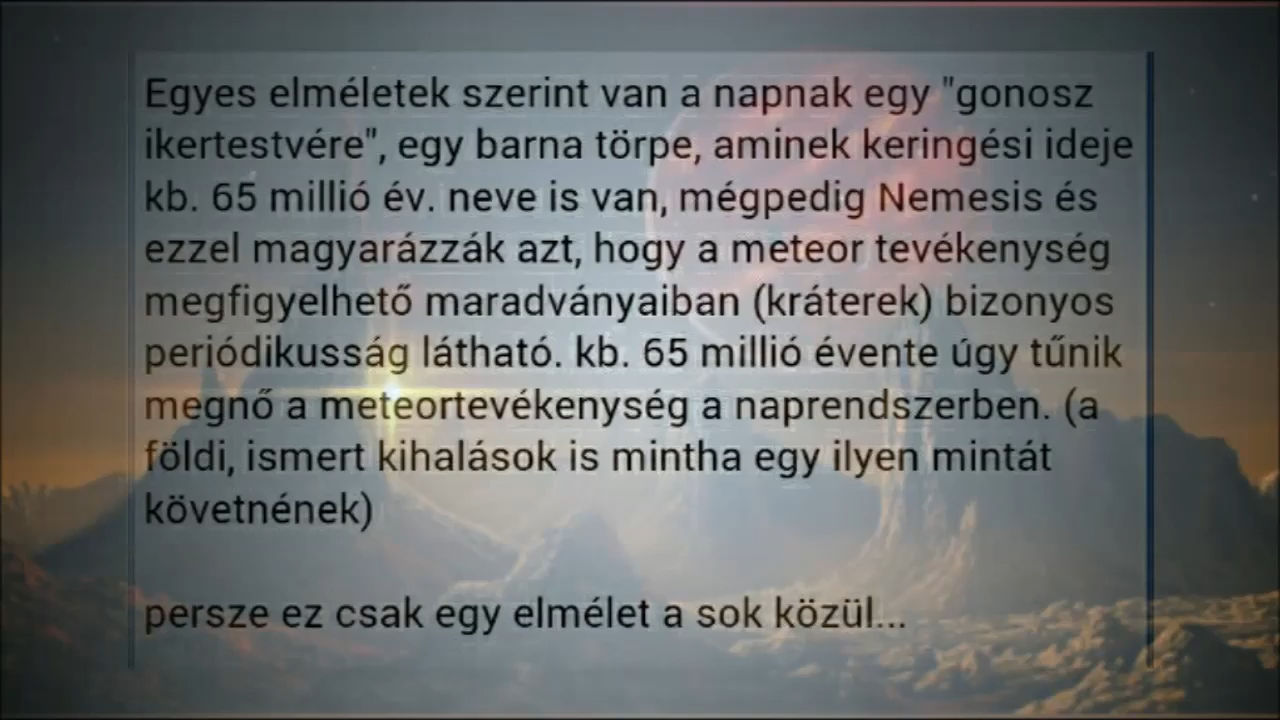 Egyes elméletek szerint van a napnak egy "gonosz
ikertestvére", egy barna törpe, aminek keringési ideje
kb. 65 millió év. neve is van, mégpedig Nemesis és
ezzel magyarázzák azt, hogy a meteor tevékenység
megfigyelhető maradványaiban (kráterek) bizonyos
periódikusság látható. kb. 65 millió évente úgy tűnik
megnő a meteortevékenység a naprendszerben. (a
földi, ismert kihalások is mintha egy ilyen mintát
követnének)
persze ez csak egy elmélet a sok közül...